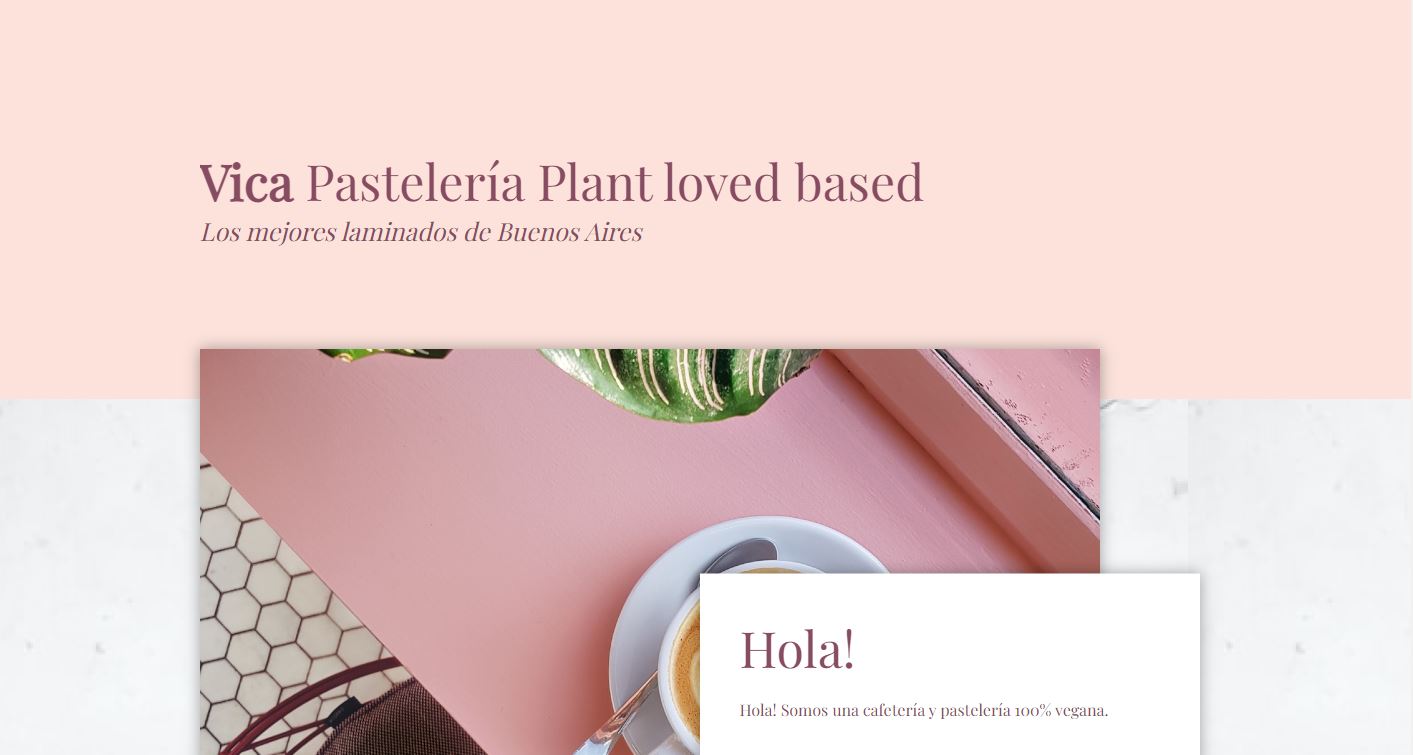 Vica Pastelería Plant loved based
Los mejores laminados de Buenos Aires
Hola!
Hola! Somos una cafetería y pastelería 100% vegana.